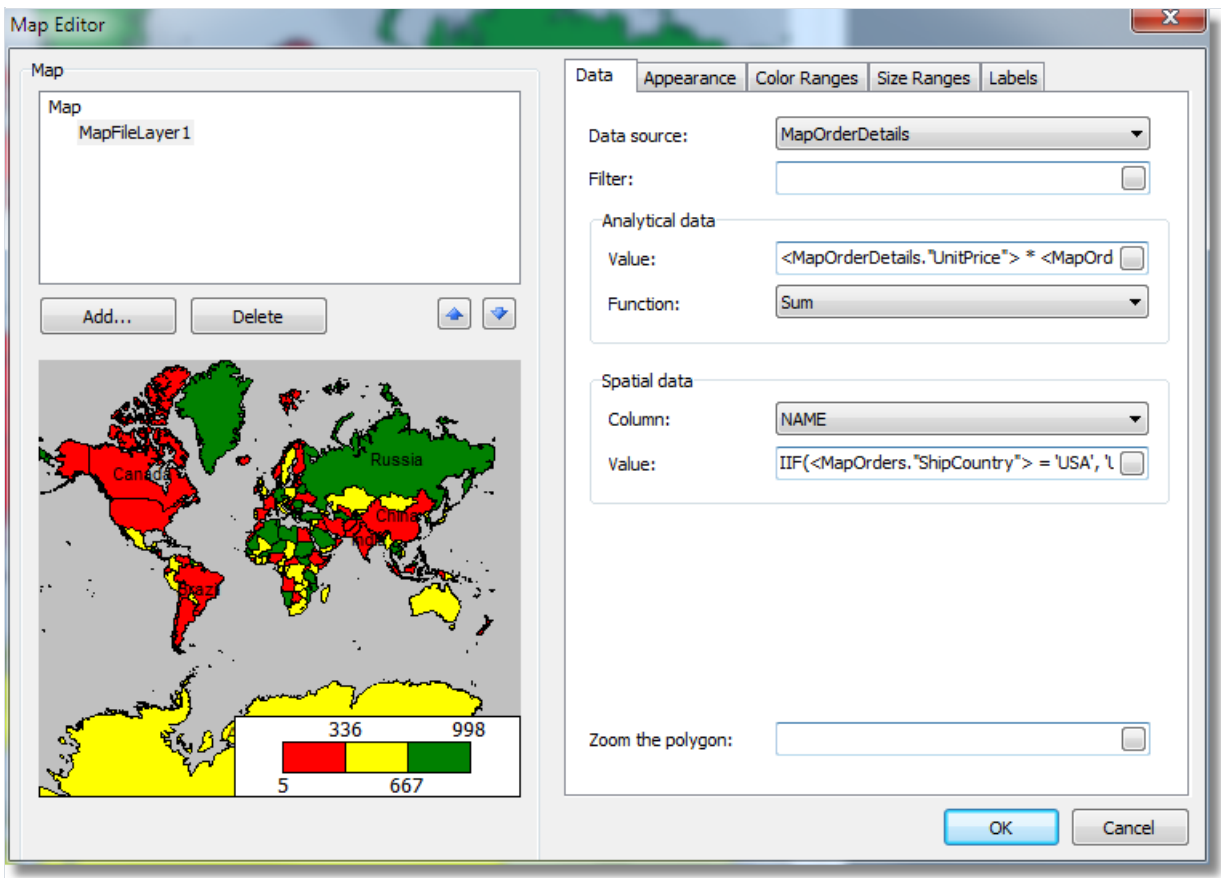 Map Editor
Map
Map
MapFileLayer1
Add...
Delete
Canada
Russia
China
Indi
Brazi
336
998
5
667
Data
Appearance
Color Ranges
Size Ranges
Labels
Data source:
MapOrderDetails
Filter:
Analytical data
Value:
<MapOrderDetails."UnitPrice"> * <MapOrd
Function:
Sum
Spatial data
Column:
NAME
Value:
IIF(<MapOrders."ShipCountry"> = 'USA', 'U
Zoom the polygon:
OK
Cancel